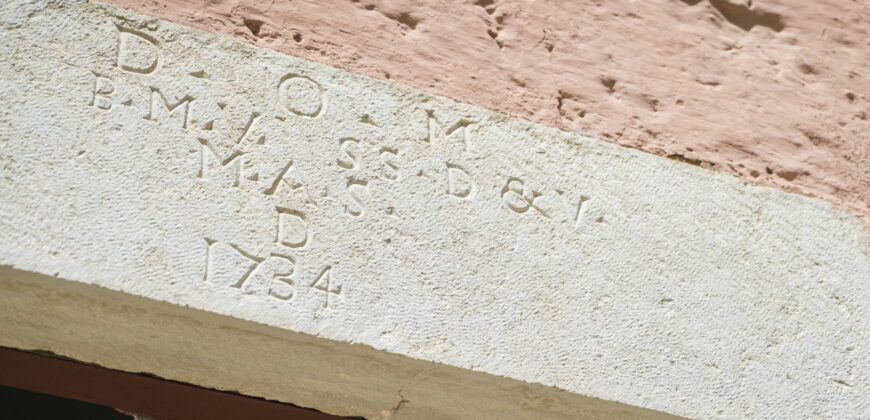 D. O. M
B. M. V. SS. D & V.
M. A. S S.
D
1734